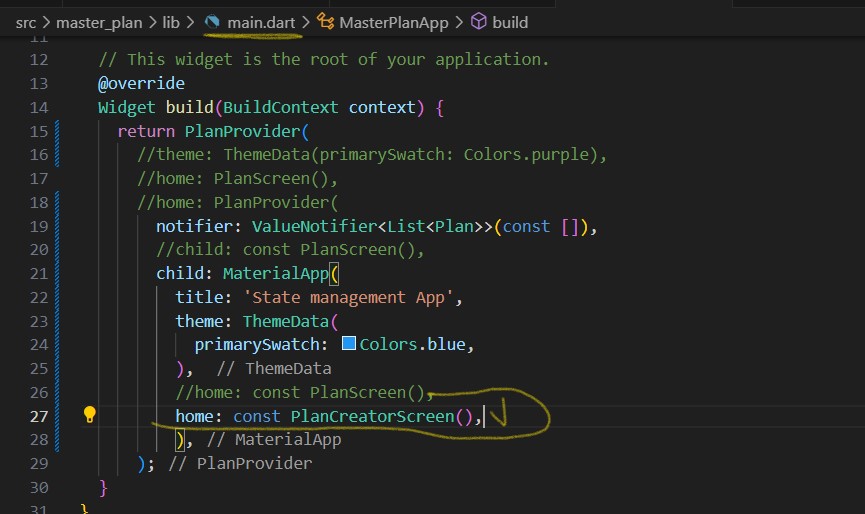 src > master_plan > lib > main.dart > MasterPlanApp > build
11
12 // This widget is the root of your application.
13 @override
14 Widget build(BuildContext context) {
15 return PlanProvider(
16 //theme: ThemeData(primarySwatch: Colors.purple),
17 //home: PlanScreen(),
18 //home: PlanProvider(
19 notifier: ValueNotifier<List<Plan>>(const []),
20 //child: const PlanScreen(),
21 child: MaterialApp(
22 title: 'State management App',
23 theme: ThemeData(
24 primarySwatch: Colors.blue,
25 ), // ThemeData
26 //home: const PlanScreen(),
27 home: const PlanCreatorScreen(),
28 ), // MaterialApp
29 ); // PlanProvider
30 }
31 }